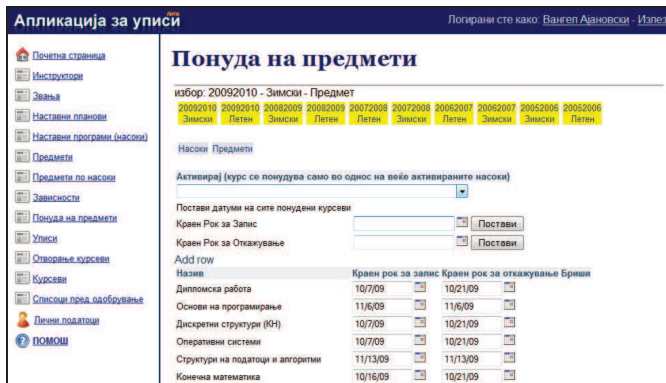 Апликација за уписи
Логирани сте како: Вангел Ајановски - Излез
Почетна страница
Инструктори
Звања
Наставни планови
Наставни програми (насоки)
Предмети
Предмети по насоки
Зависности
Понуда на предмети
Уписи
Отворање курсеви
Курсеви
Списоци пред одобрување
Лични податоци
ПОМОШ
Понуда на предмети
избор: 20092010 - Зимски - Предмет
20092010 20092010 20082009 20082009 20072008 20072008 20062007 20062007 20052006 20052006
Зимски Летен Зимски Летен Летен Зимски Летен Зимски Зимски Летен
Насоки Предмети
Активирај (курс се понудува само во однос на веќе активираните насоки)
Постави датуми на сите понудени курсеви
Краен Рок за Запис Постави
Краен Рок за Откажување Постави
Add row
Назив Краен рок за запис Краен рок за откажување Бриши
Дипломска работа 10/7/09 10/21/09
Основи на програмирање 11/6/09 11/6/09
Дискретни структури (КН) 10/7/09 10/21/09
Оперативни системи 10/7/09 10/21/09
Структури на податоци и алгоритми 11/13/09 11/13/09
Конечна математика 10/16/09 10/21/09